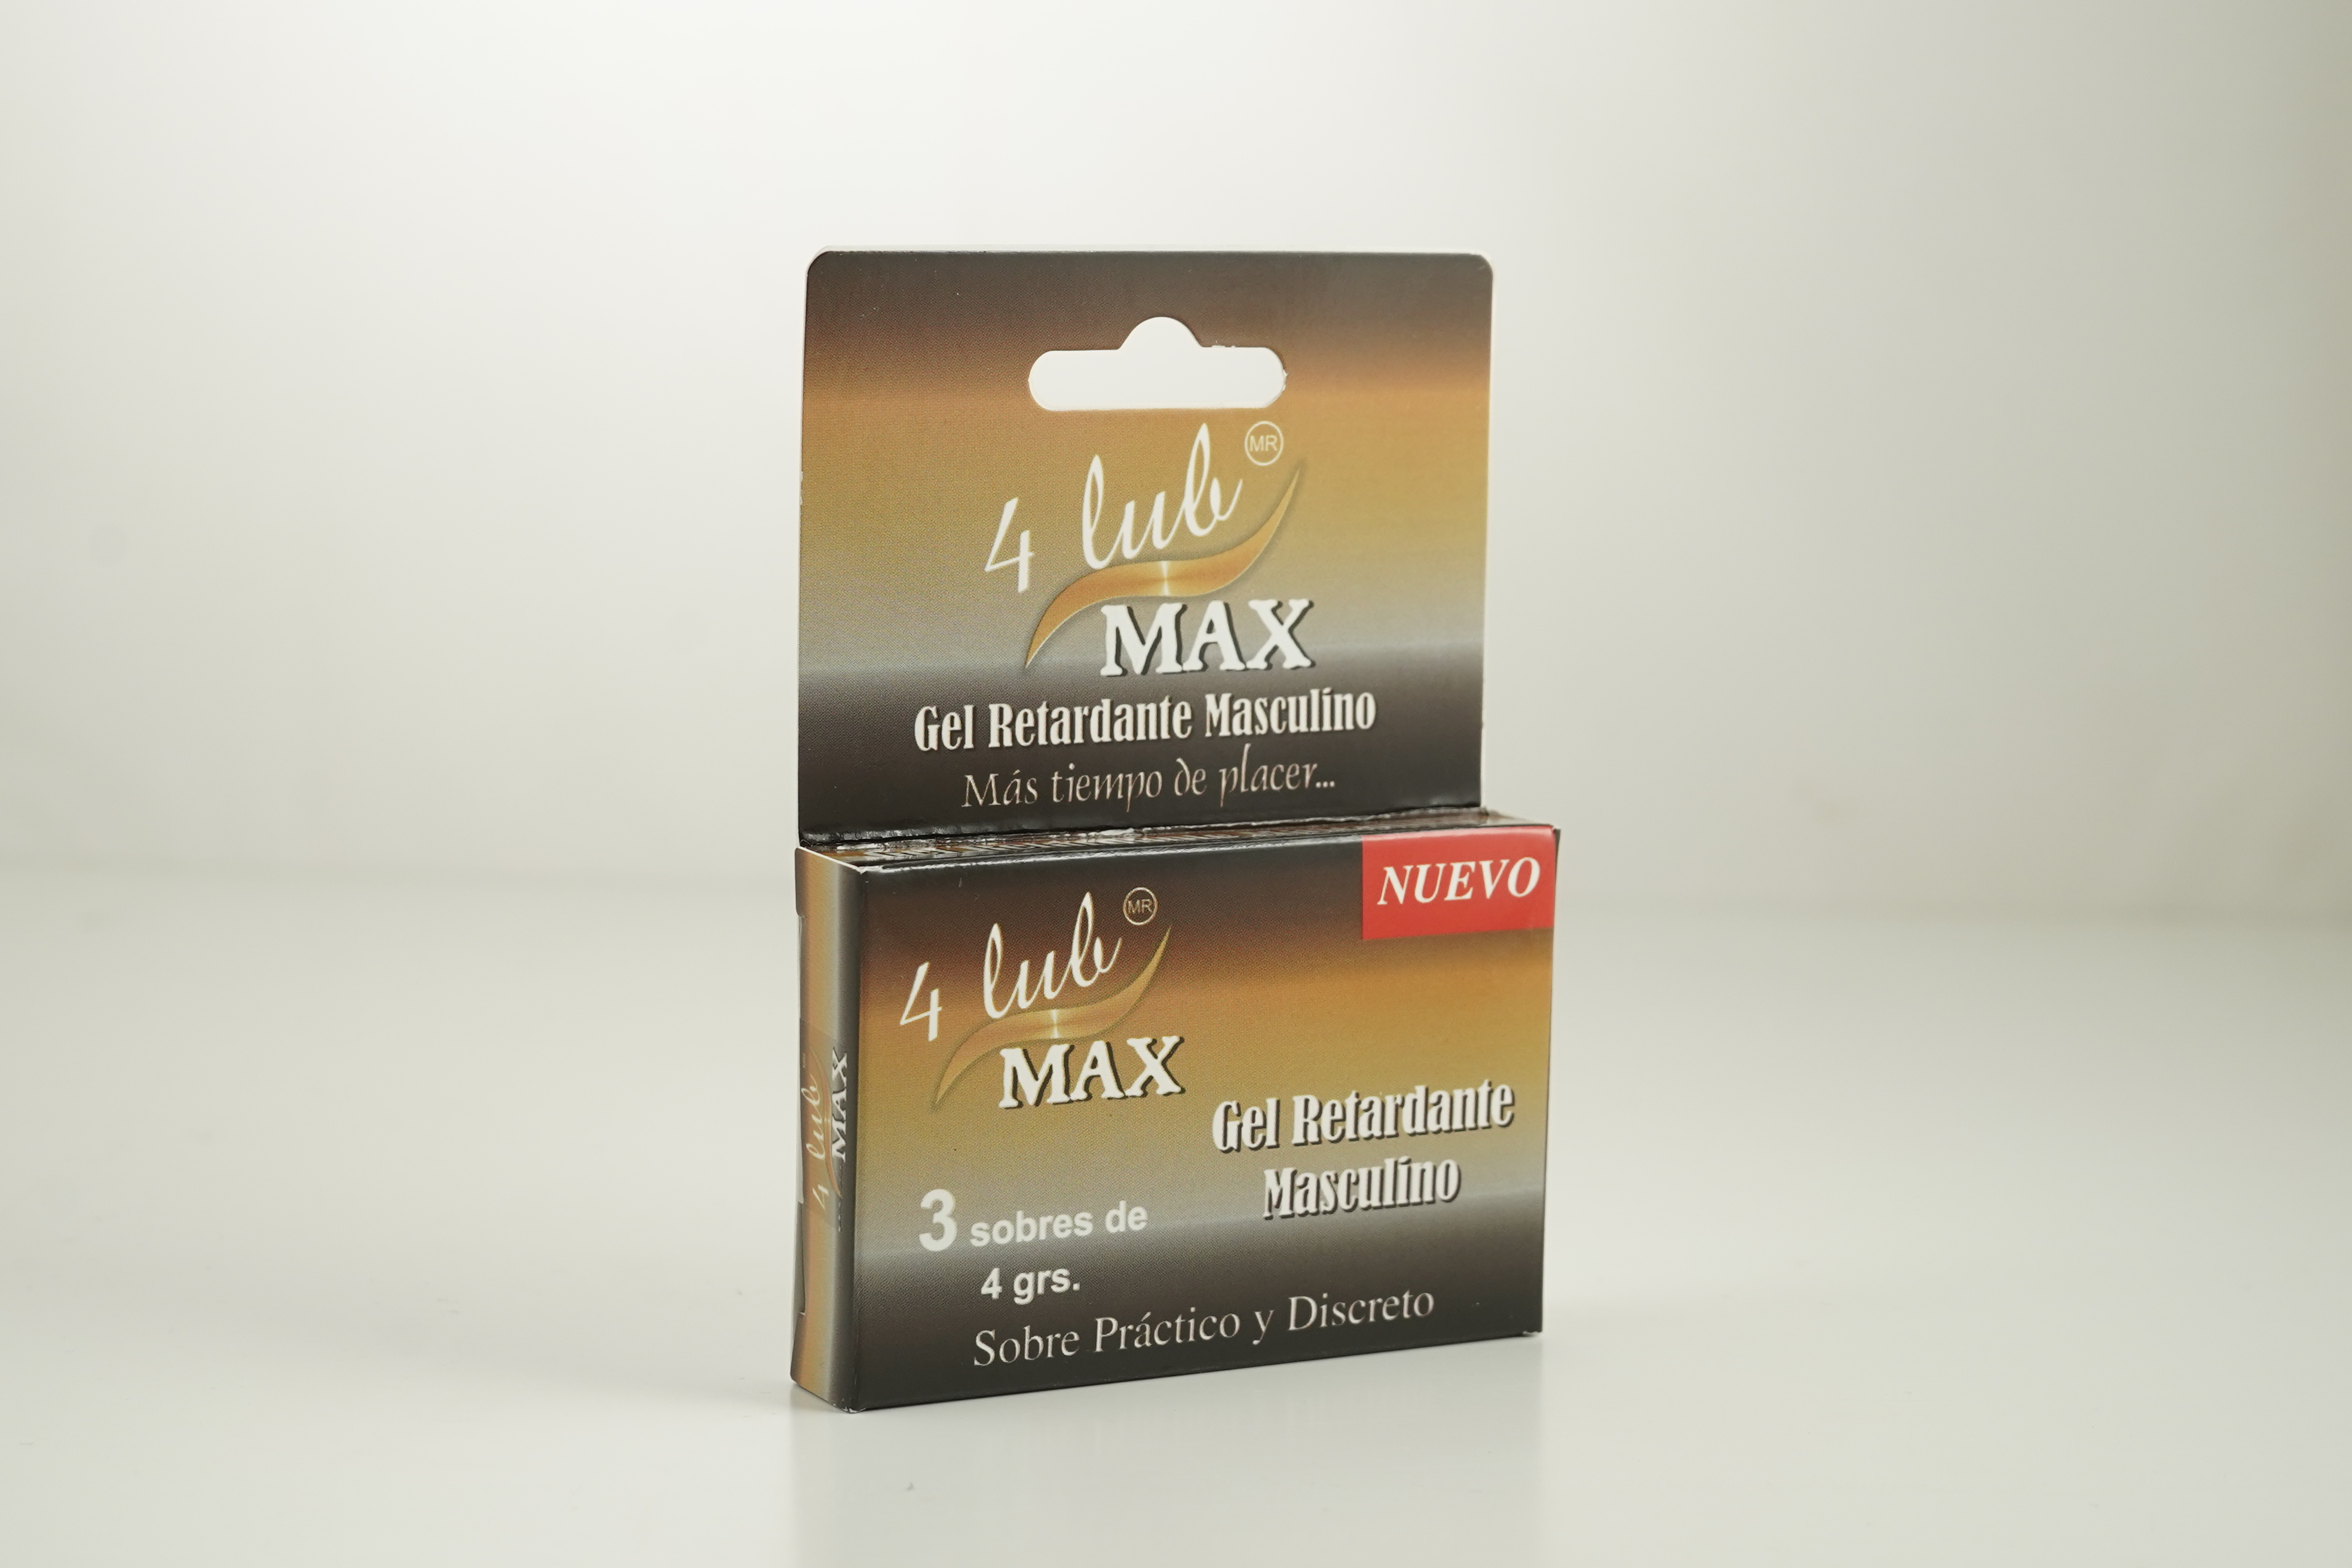 4 lub MR
MAX
Gel Retardante Masculino
Más tiempo de placer...
NUEVO
4 lub MR
MAX
Gel Retardante
Masculino
3 sobres de
4 grs.
Sobre Práctico y Discreto
4 lub
MAX